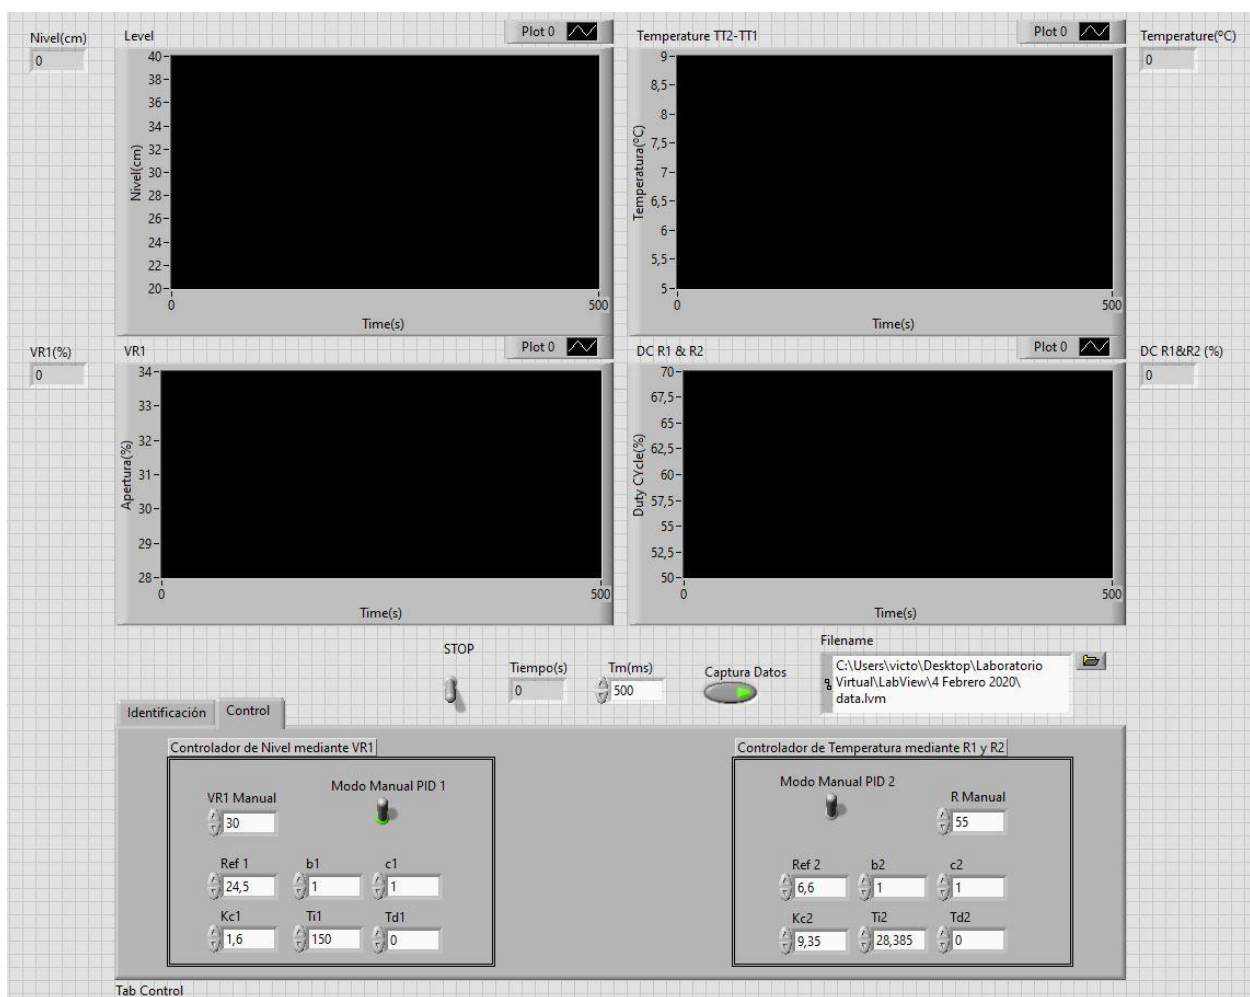 Nivel(cm)
0
Level
Plot 0
40
38
36
34
32
30
28
26
24
22
20
Nivel(cm)
0
500
Time(s)
Temperature TT2-TT1
Plot 0
9
8,5
8
7,5
7
6,5
6
5,5
5
Temperatura(ºC)
0
500
Time(s)
Temperature(ºC)
0
VR1(%)
0
VR1
Plot 0
34
33
32
31
30
29
28
Apertura(%)
0
500
Time(s)
DC R1 & R2
Plot 0
70
67,5
65
62,5
60
57,5
55
52,5
50
Duty CYcle(%)
0
500
Time(s)
DC R1&R2 (%)
0
STOP
Tiempo(s)
0
Tm(ms)
500
Captura Datos
Filename
C:\Users\victo\Desktop\Laboratorio
Virtual\LabView\4 Febrero 2020\
data.lvm
Identificación
Control
Controlador de Nivel mediante VR1
VR1 Manual
30
Modo Manual PID 1
Ref 1
24,5
b1
1
c1
1
Kc1
1,6
Ti1
150
Td1
0
Controlador de Temperatura mediante R1 y R2
Modo Manual PID 2
R Manual
55
Ref 2
6,6
b2
1
c2
1
Kc2
9,35
Ti2
28,385
Td2
0
Tab Control